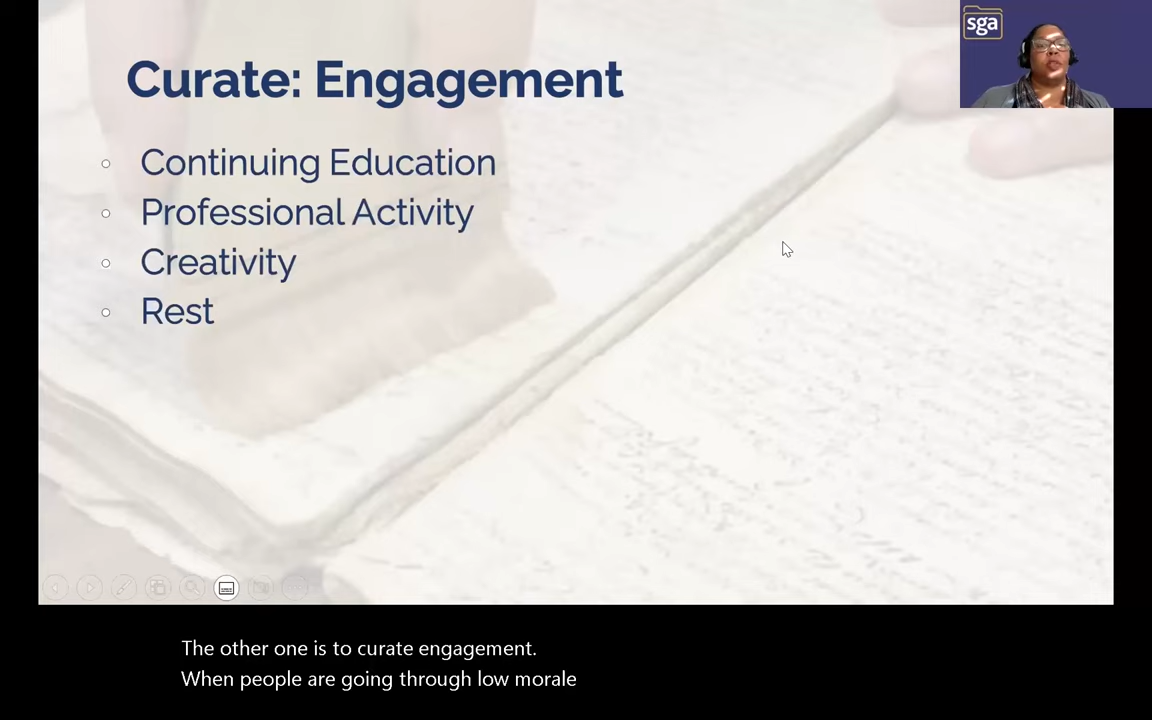 sga
Curate: Engagement
Continuing Education
Professional Activity
Creativity
Rest
The other one is to curate engagement.
When people are going through low morale